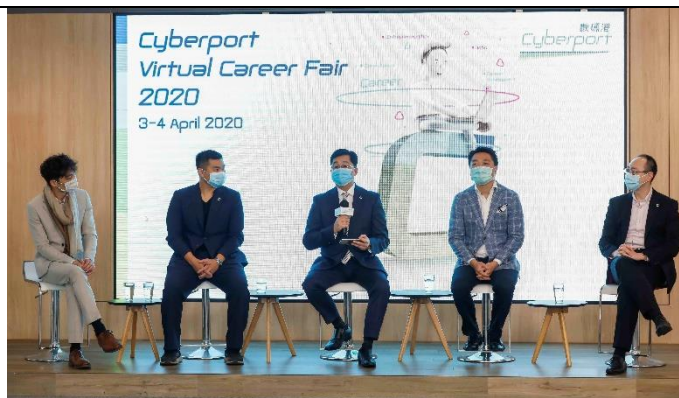 Cyberport
Virtual Career Fair
2020
3-4 April 2020
數碼港
Cyberport
Career